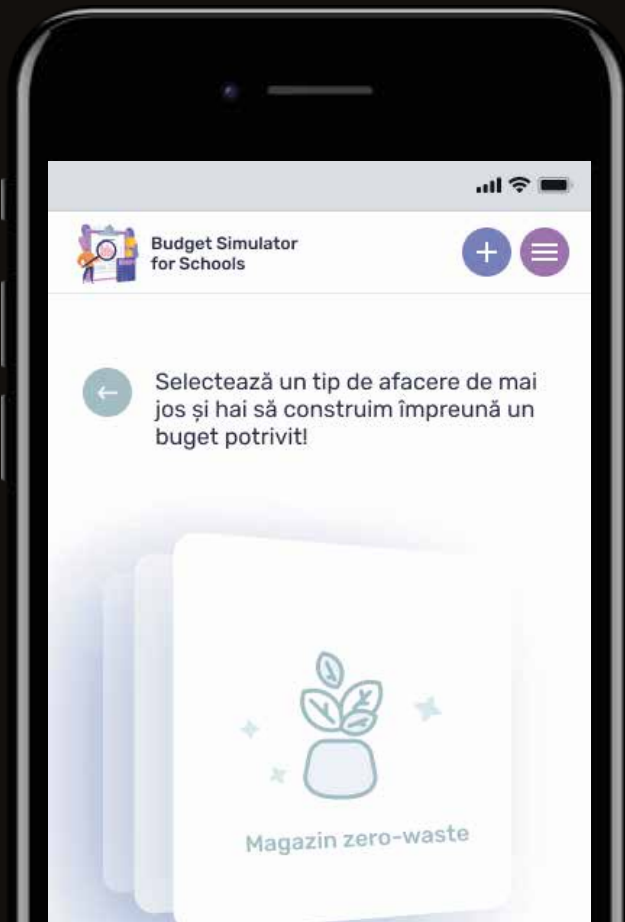 Budget Simulator
for Schools
Selectează un tip de afacere de mai
jos și hai să construim împreună un
buget potrivit!
Magazin zero-waste